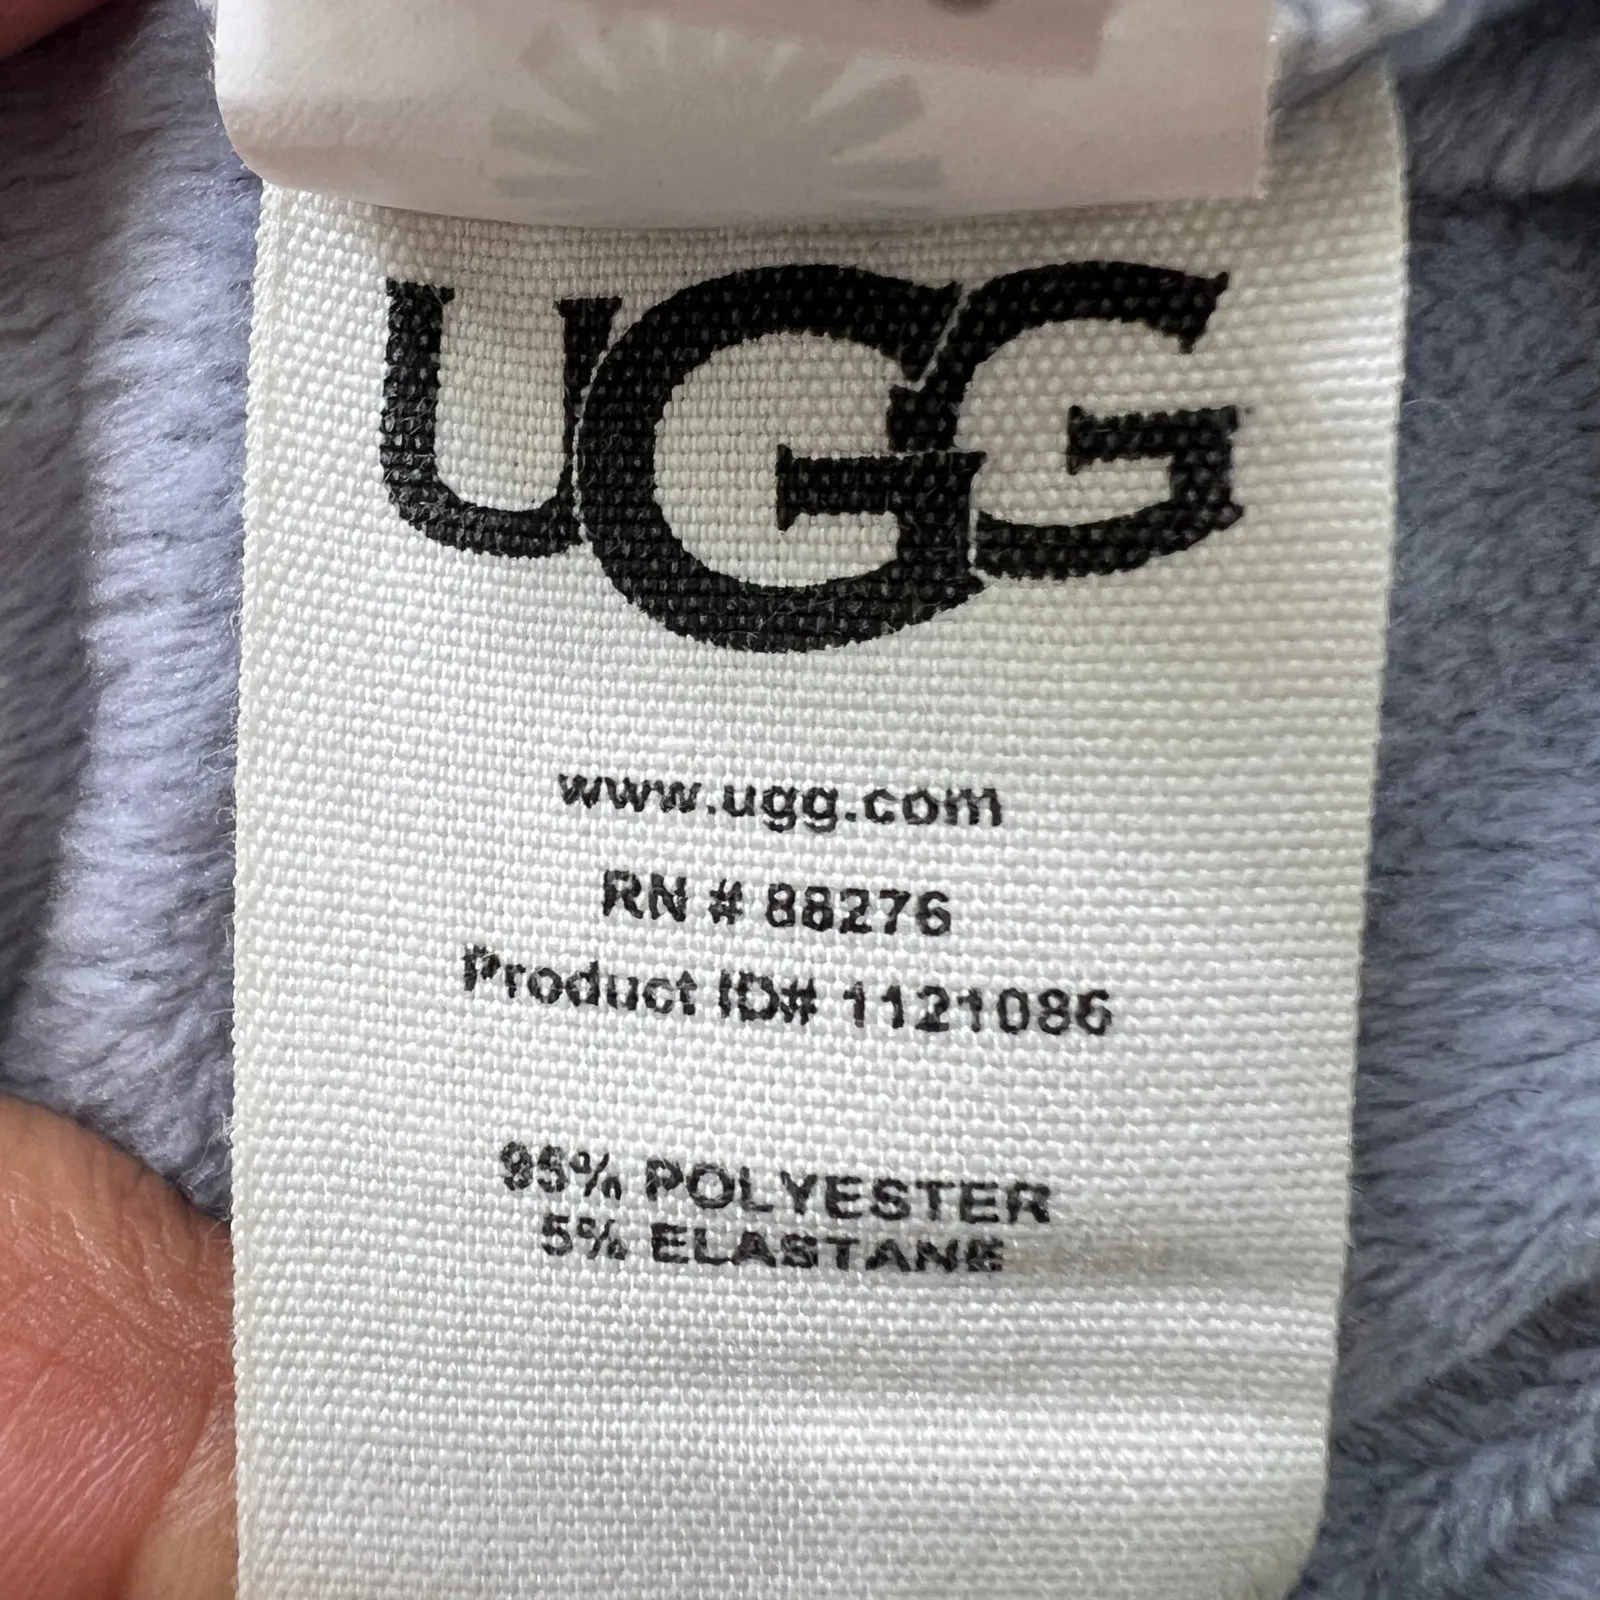 UGG
www.ugg.com
RN # 88276
Product ID# 1121086
95% POLYESTER
5% ELASTANE